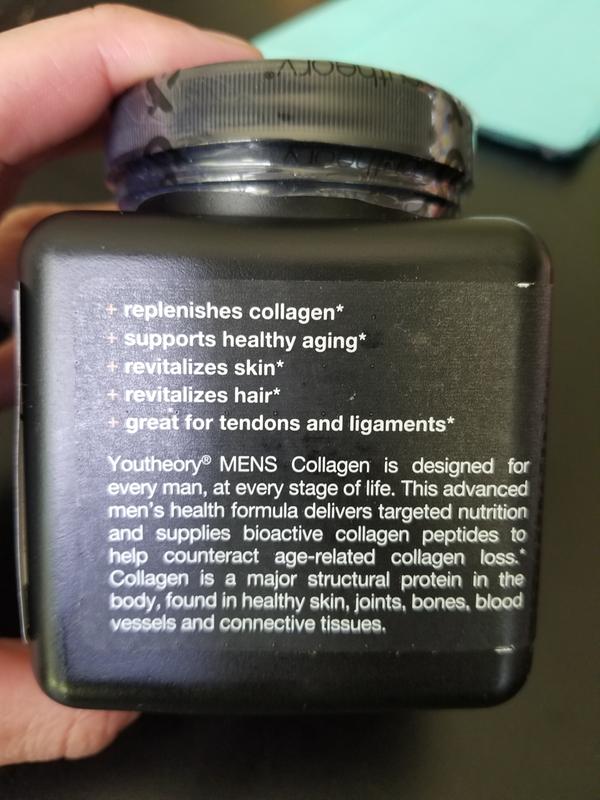 youtheory®
youtheory
+ replenishes collagen*
+ supports healthy aging*
+ revitalizes skin*
+ revitalizes hair*
+ great for tendons and ligaments*
Youtheory® MENS Collagen is designed for
every man, at every stage of life. This advanced
men's health formula delivers targeted nutrition
and supplies bioactive collagen peptides to
help counteract age-related collagen loss.*
Collagen is a major structural protein in the
body, found in healthy skin, joints, bones, blood
vessels and connective tissues.